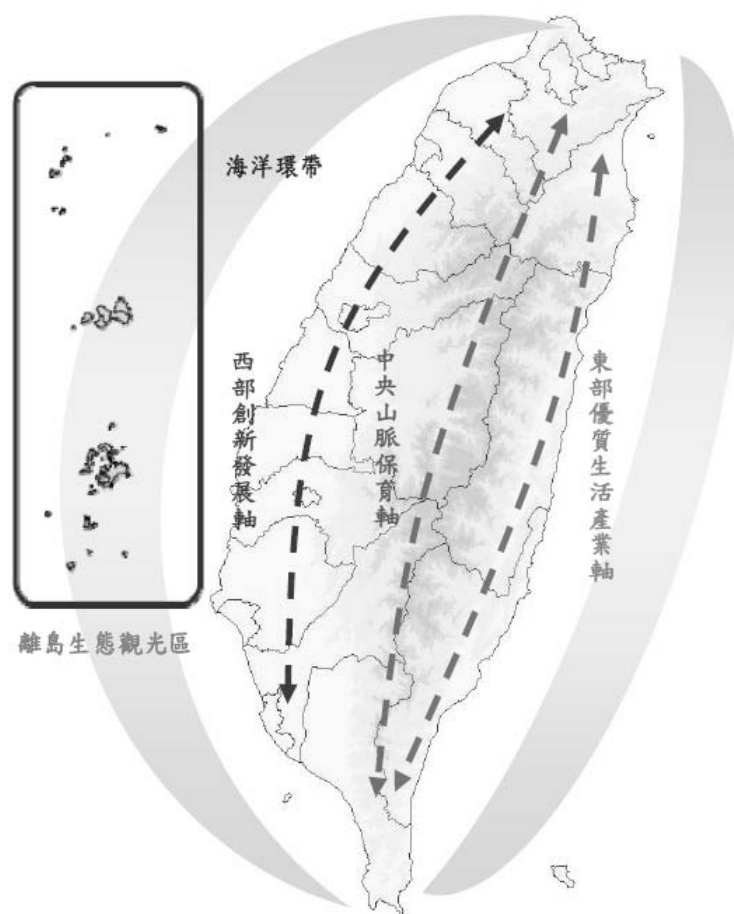 海洋環帶
西部創新發展軸
中央山脈保育軸
東部優質生活產業軸
離島生態觀光區